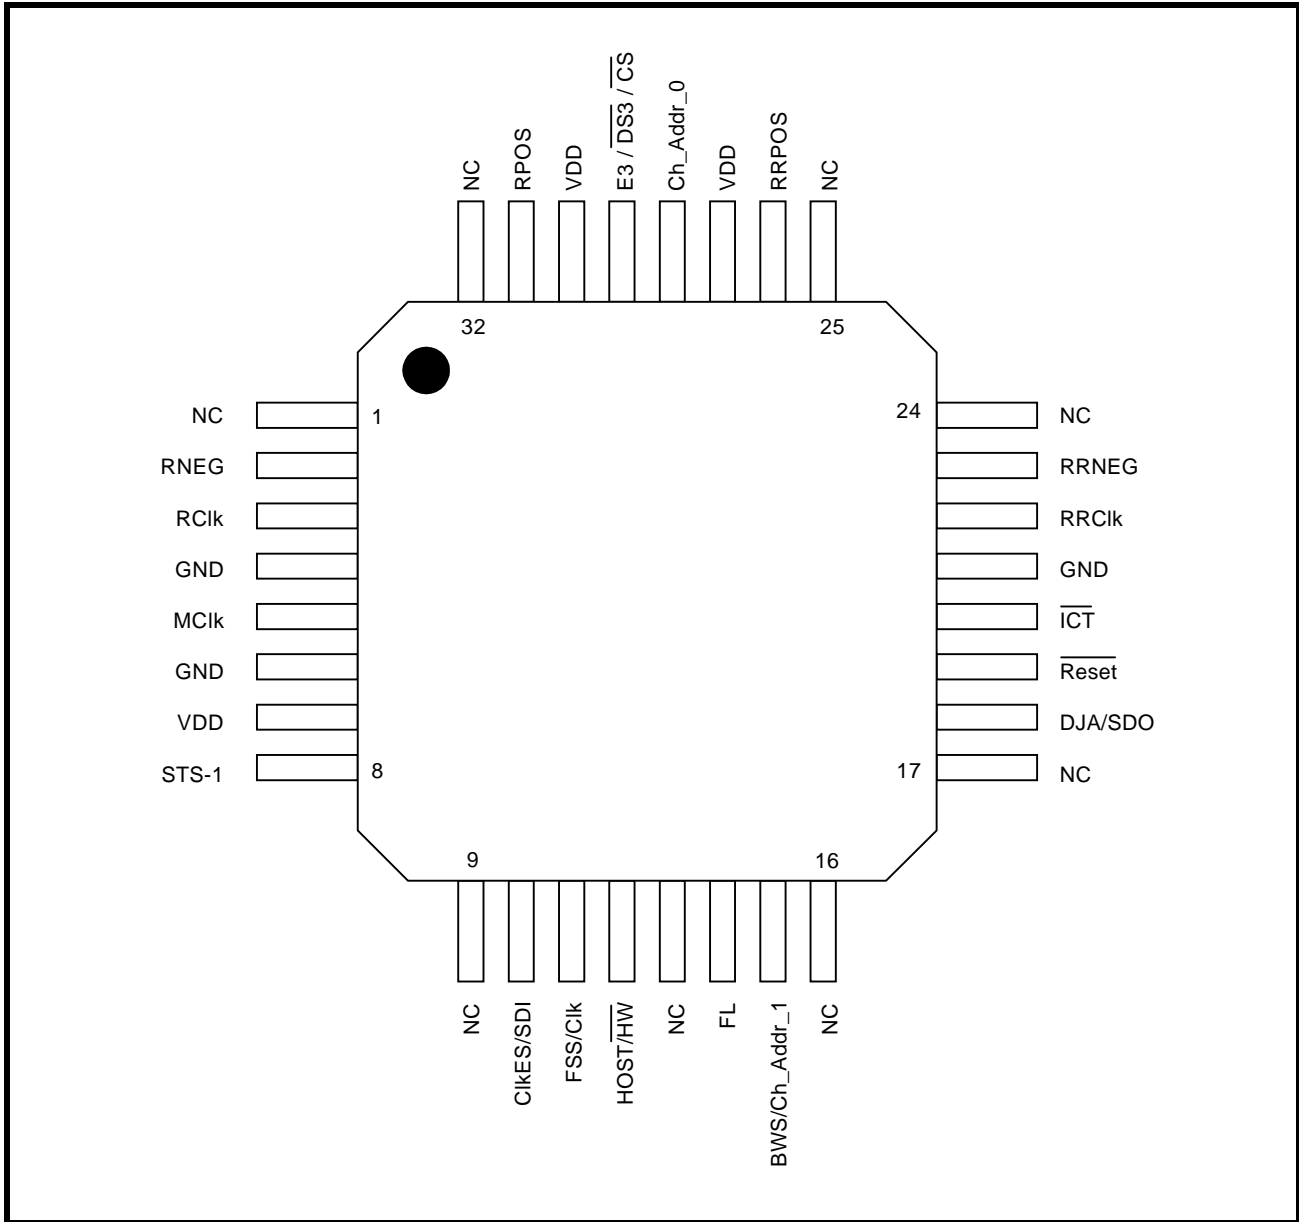 NC
RPOS
VDD
E3 / DS3 / CS
Ch_Addr_0
VDD
RRPOS
NC
32
25
NC
1
24
NC
RNEG
RRNEG
RClk
RRClk
GND
GND
MClk
ICT
GND
Reset
VDD
DJA/SDO
STS-1
8
17
NC
9
16
NC
ClkES/SDI
FSS/Clk
HOST/HW
NC
FL
BWS/Ch_Addr_1
NC